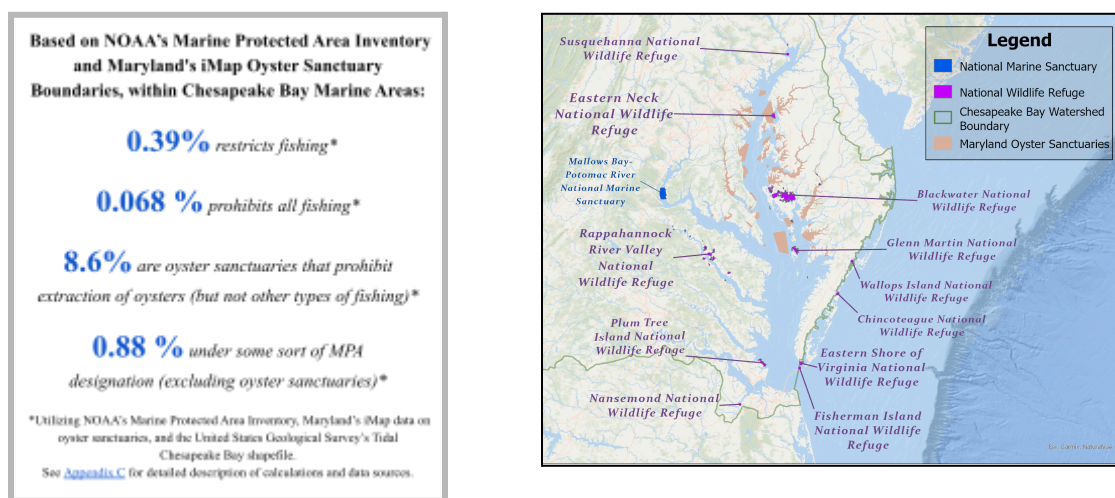 Based on NOAA's Marine Protected Area Inventory
and Maryland's iMap Oyster Sanctuary
Boundaries, within Chesapeake Bay Marine Areas:
0.39% restricts fishing*
0.068 % prohibits all fishing*
8.6% are oyster sanctuaries that prohibit
extraction of oysters (but not other types of fishing)*
0.88 % under some sort of MPA
designation (excluding oyster sanctuaries)*
*Utilizing NOAA's Marine Protected Area Inventory, Maryland's iMap data on
oyster sanctuaries, and the United States Geological Survey's Tidal
Chesapeake Bay shapefile.
See Appendix C for detailed description of calculations and data sources.
Susquehanna National
Wildlife Refuge
Eastern Neck
National Wildlife
Refuge
Mallows Bay-
Potomac River
National Marine
Sanctuary
Rappahannock
River Valley
National
Wildlife Refuge
Plum Tree
Island National
Wildlife Refuge
Nansemond National
Wildlife Refuge
Legend
National Marine Sanctuary
National Wildlife Refuge
Chesapeake Bay Watershed
Boundary
Maryland Oyster Sanctuaries
Blackwater National
Wildlife Refuge
Glenn Martin National
Wildlife Refuge
Wallops Island National
Wildlife Refuge
Chincoteague National
Wildlife Refuge
Eastern Shore of
Virginia National
Wildlife Refuge
Fisherman Island
National Wildlife
Refuge